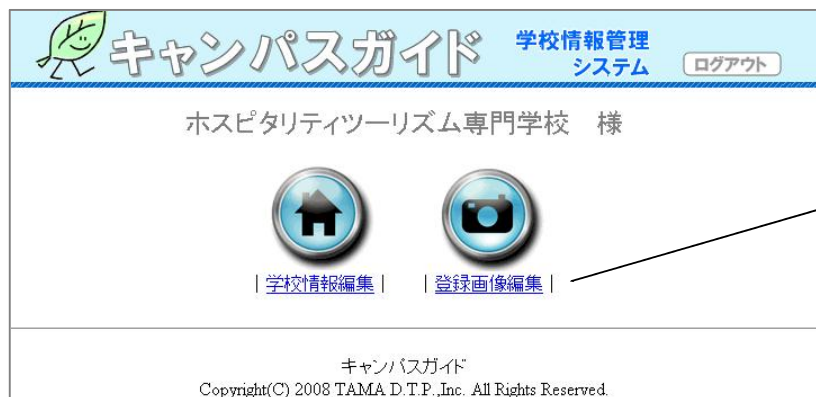 キャンパスガイド 学校情報管理
システム ログアウト
ホスピタリティツーリズム専門学校 様
| 学校情報編集 | | 登録画像編集 |
キャンパスガイド
Copyright(C) 2008 TAMA D.T.P.,Inc. All Rights Reserved.